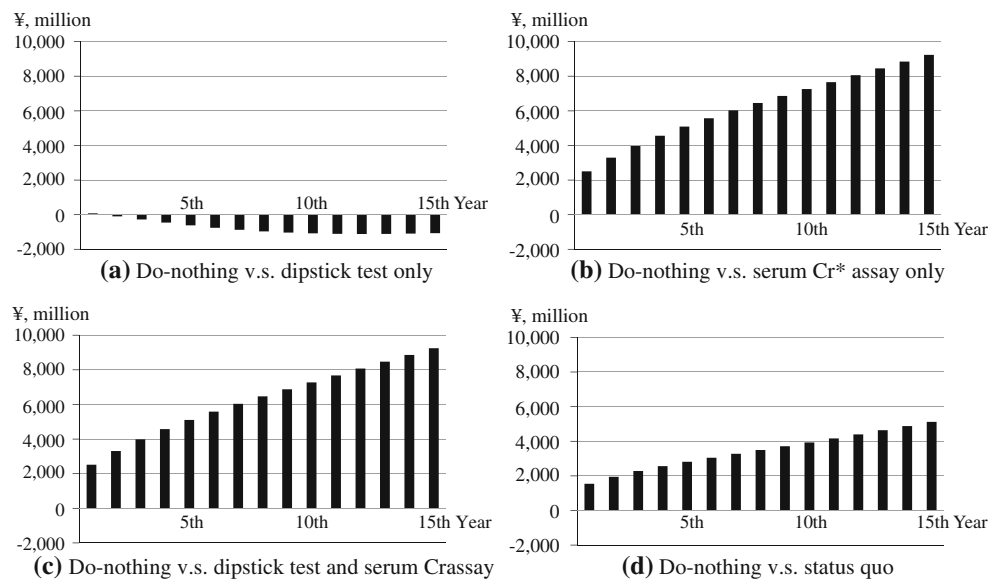 ¥, million
10,000
8,000
6,000
4,000
2,000
0
-2,000
5th 10th 15th Year
(a) Do-nothing v.s. dipstick test only
¥, million
10,000
8,000
6,000
4,000
2,000
0
-2,000
5th 10th 15th Year
(b) Do-nothing v.s. serum Cr* assay only
¥, million
10,000
8,000
6,000
4,000
2,000
0
-2,000
5th 10th 15th Year
(c) Do-nothing v.s. dipstick test and serum Crassay
¥, million
10,000
8,000
6,000
4,000
2,000
0
-2,000
5th 10th 15th Year
(d) Do-nothing v.s. status quo